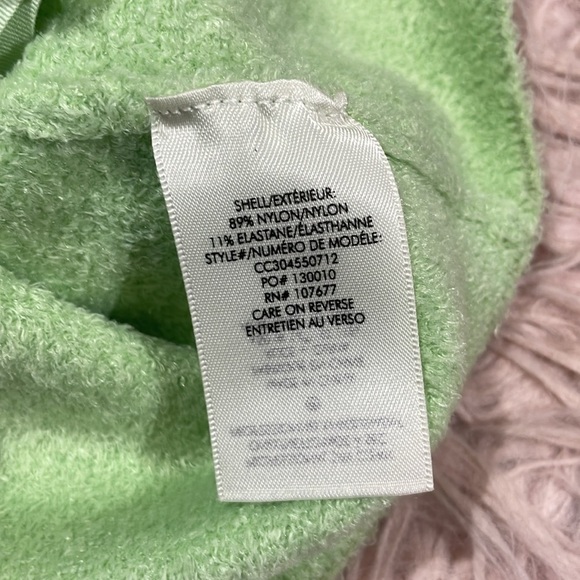 SHELL/EXTÉRIEUR:
89% NYLON/NYLON
11% ELASTANE/ÉLASTHANNE
STYLE#/NUMÉRO DE MODÈLE:
CC304550712
PO# 130010
RN# 107677
CARE ON REVERSE
ENTRETIEN AU VERSO